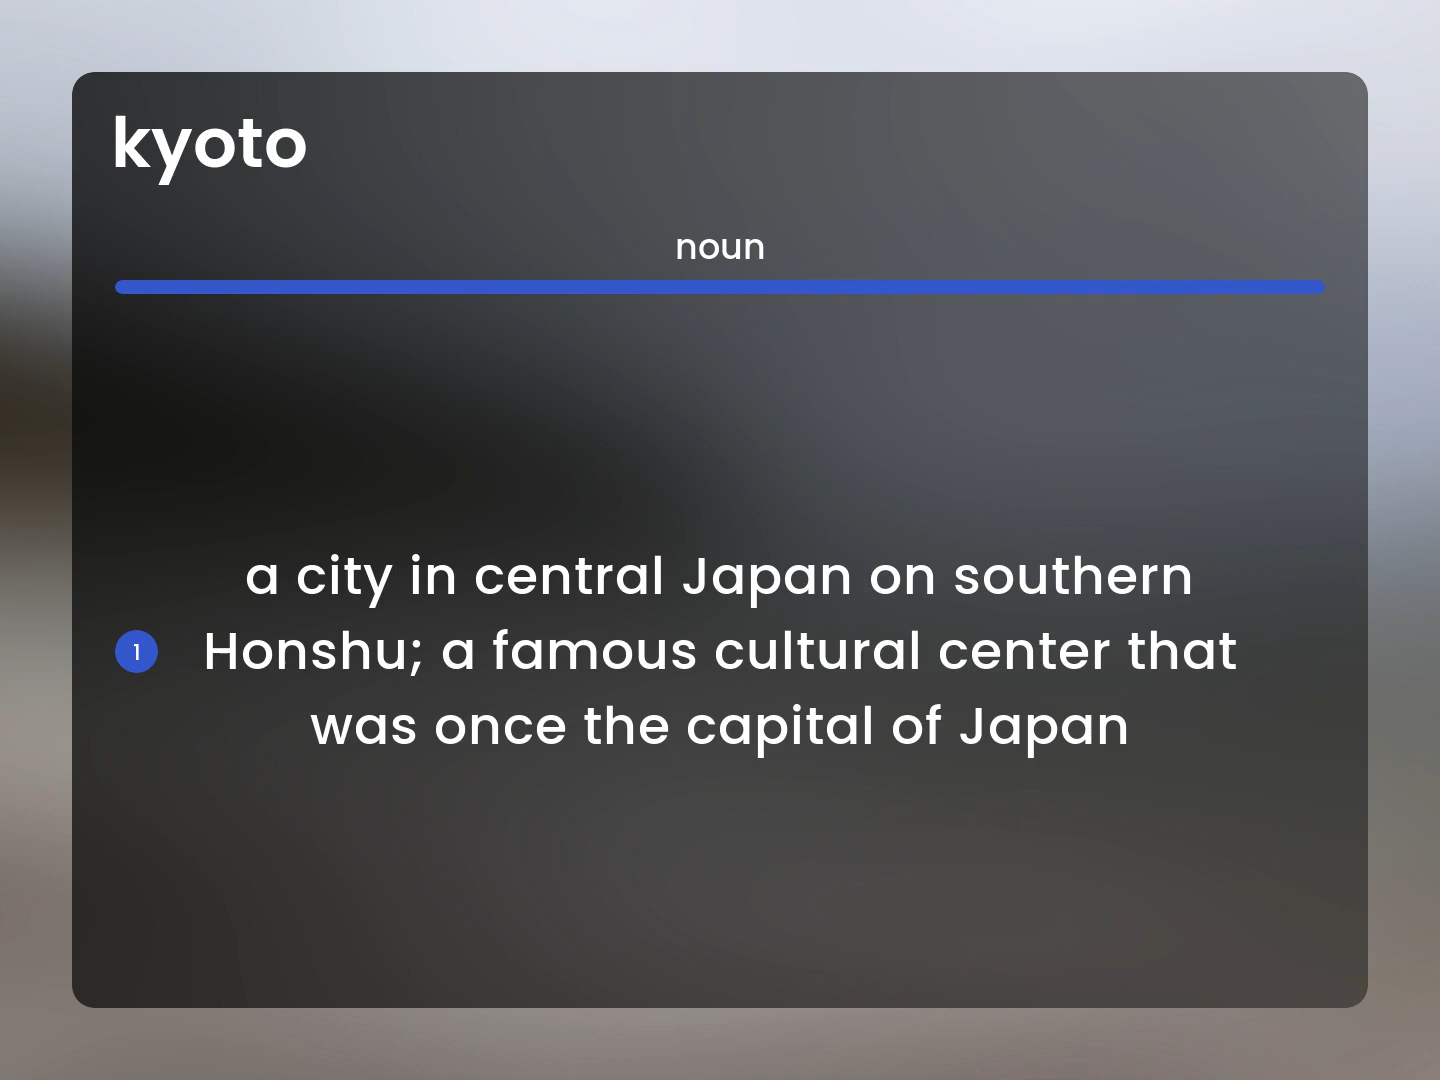 kyoto
noun
a city in central Japan on southern
1 Honshu; a famous cultural center that
was once the capital of Japan